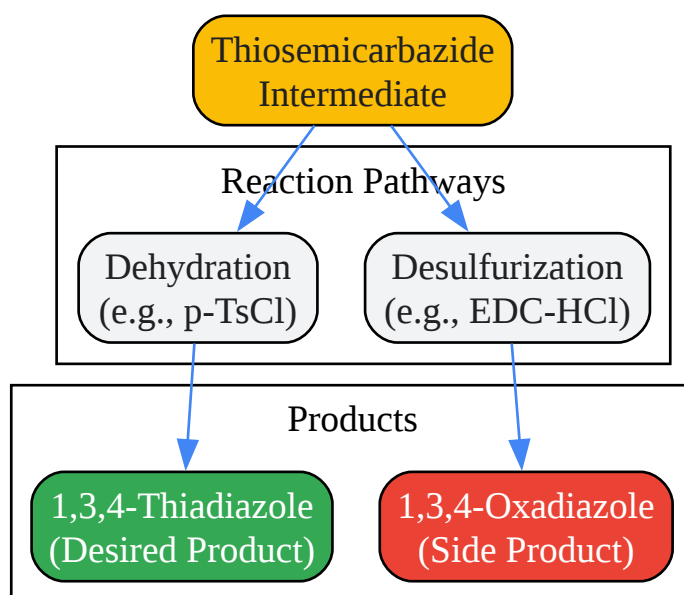 Thiosemicarbazide
Intermediate
Reaction Pathways
Dehydration
(e.g., p-TsCl)
Desulfurization
(e.g., EDC-HCl)
Products
1,3,4-Thiadiazole
(Desired Product)
1,3,4-Oxadiazole
(Side Product)